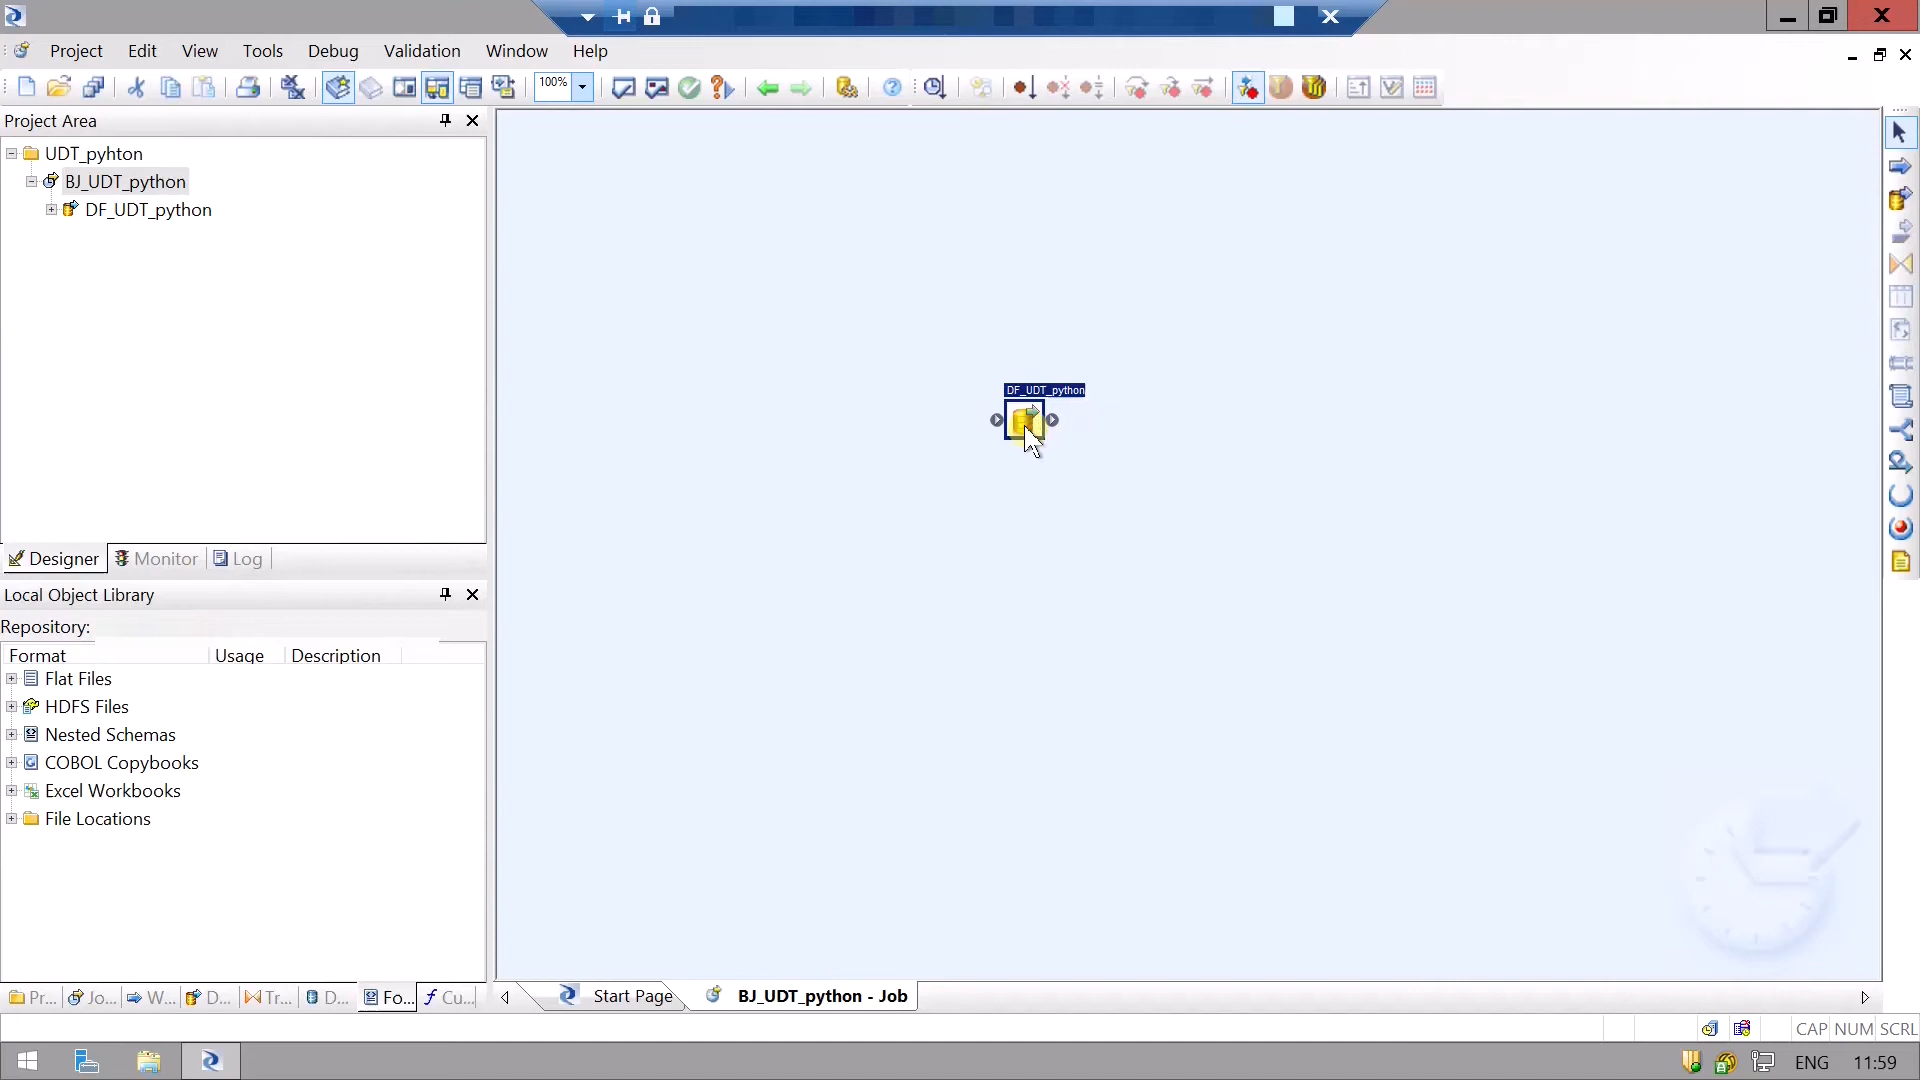 Project Edit View Tools Debug Validation Window Help
100%
Project Area
UDT_pyhton
BJ_UDT_python
DF_UDT_python
DF_UDT_python
Designer Monitor Log
Local Object Library
Repository:
Format Usage Description
Flat Files
HDFS Files
Nested Schemas
COBOL Copybooks
Excel Workbooks
File Locations
Pr... Jo... W... D... Tr... D... Fo... Cu... Start Page BJ_UDT_python - Job
CAP NUM SCRL
ENG 11:59